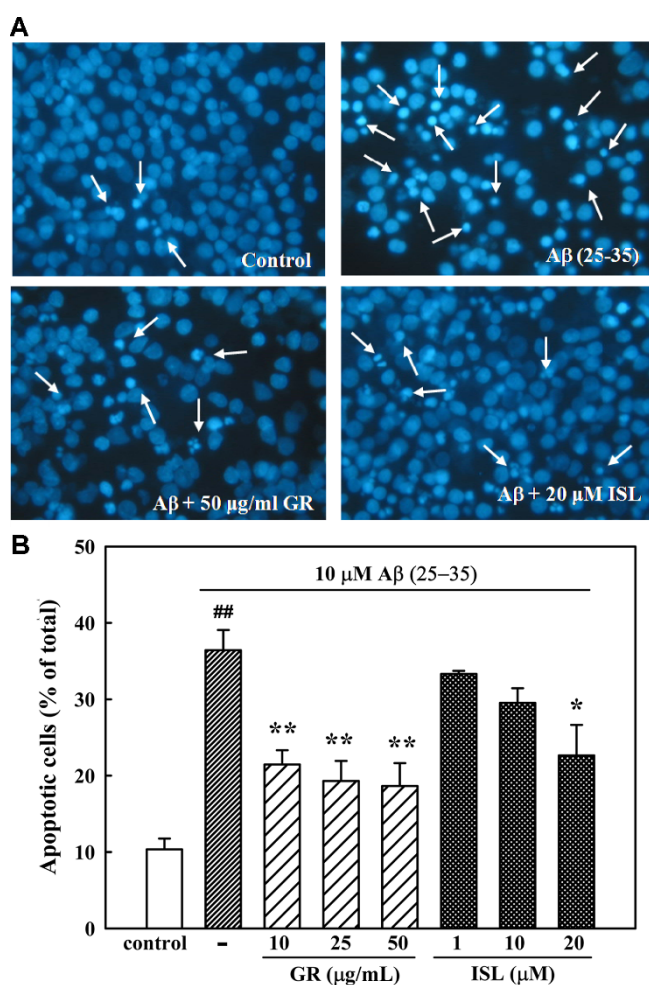 A
Control
Aβ (25-35)
Aβ + 50 µg/ml GR
Aβ + 20 µM ISL
B
10 µM Aβ (25–35)
Apoptotic cells (% of total)
50
40
30
20
10
0
##
** ** **
*
control - 10 25 50 1 10 20
GR (µg/mL) ISL (µM)